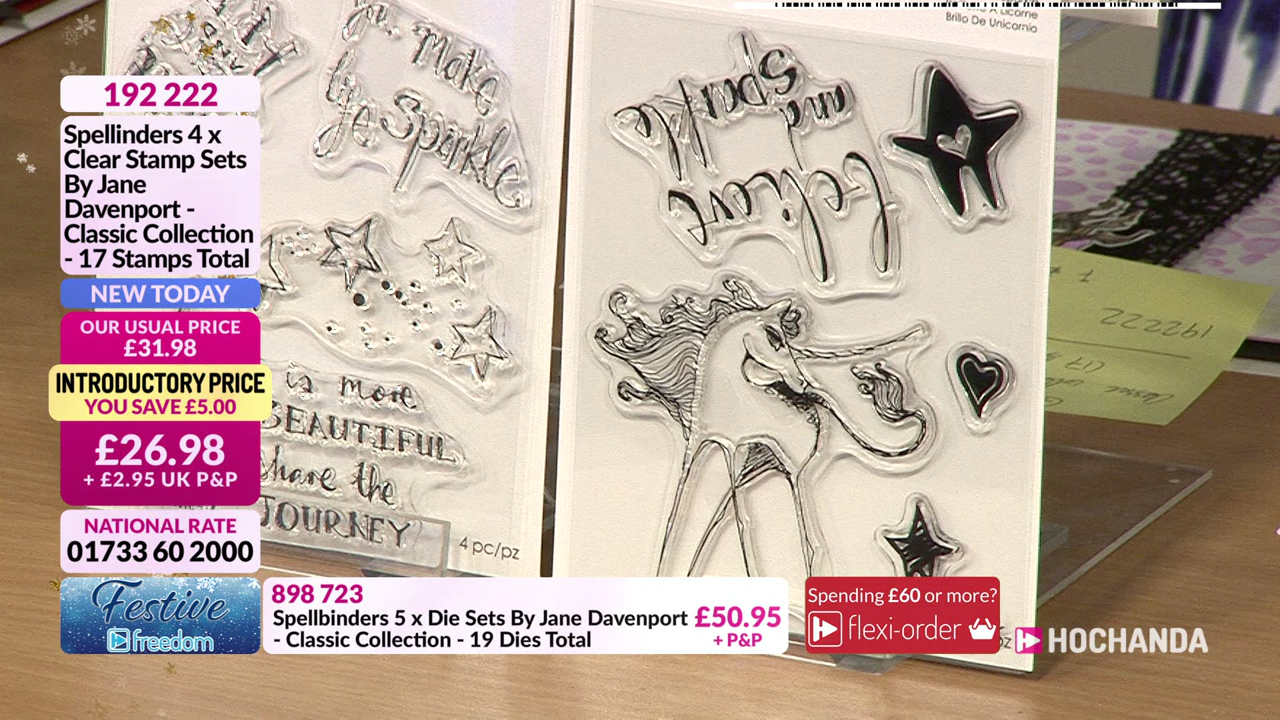 192 222
Spellinders 4 x
Clear Stamp Sets
By Jane
Davenport -
Classic Collection
- 17 Stamps Total
NEW TODAY
OUR USUAL PRICE
£31.98
INTRODUCTORY PRICE
YOU SAVE £5.00
£26.98
+ £2.95 UK P&P
NATIONAL RATE
01733 60 2000
Festive
freedom
898 723
Spellbinders 5 x Die Sets By Jane Davenport
- Classic Collection - 19 Dies Total
£50.95
+ P&P
Spending £60 or more?
flexi-order
HOCHANDA
Make
Sparkle
is more
BEAUTIFUL
share the
JOURNEY
4 pc/pz
Licorne
Brillo De Unicornio
believe
and
Sparkle
192222